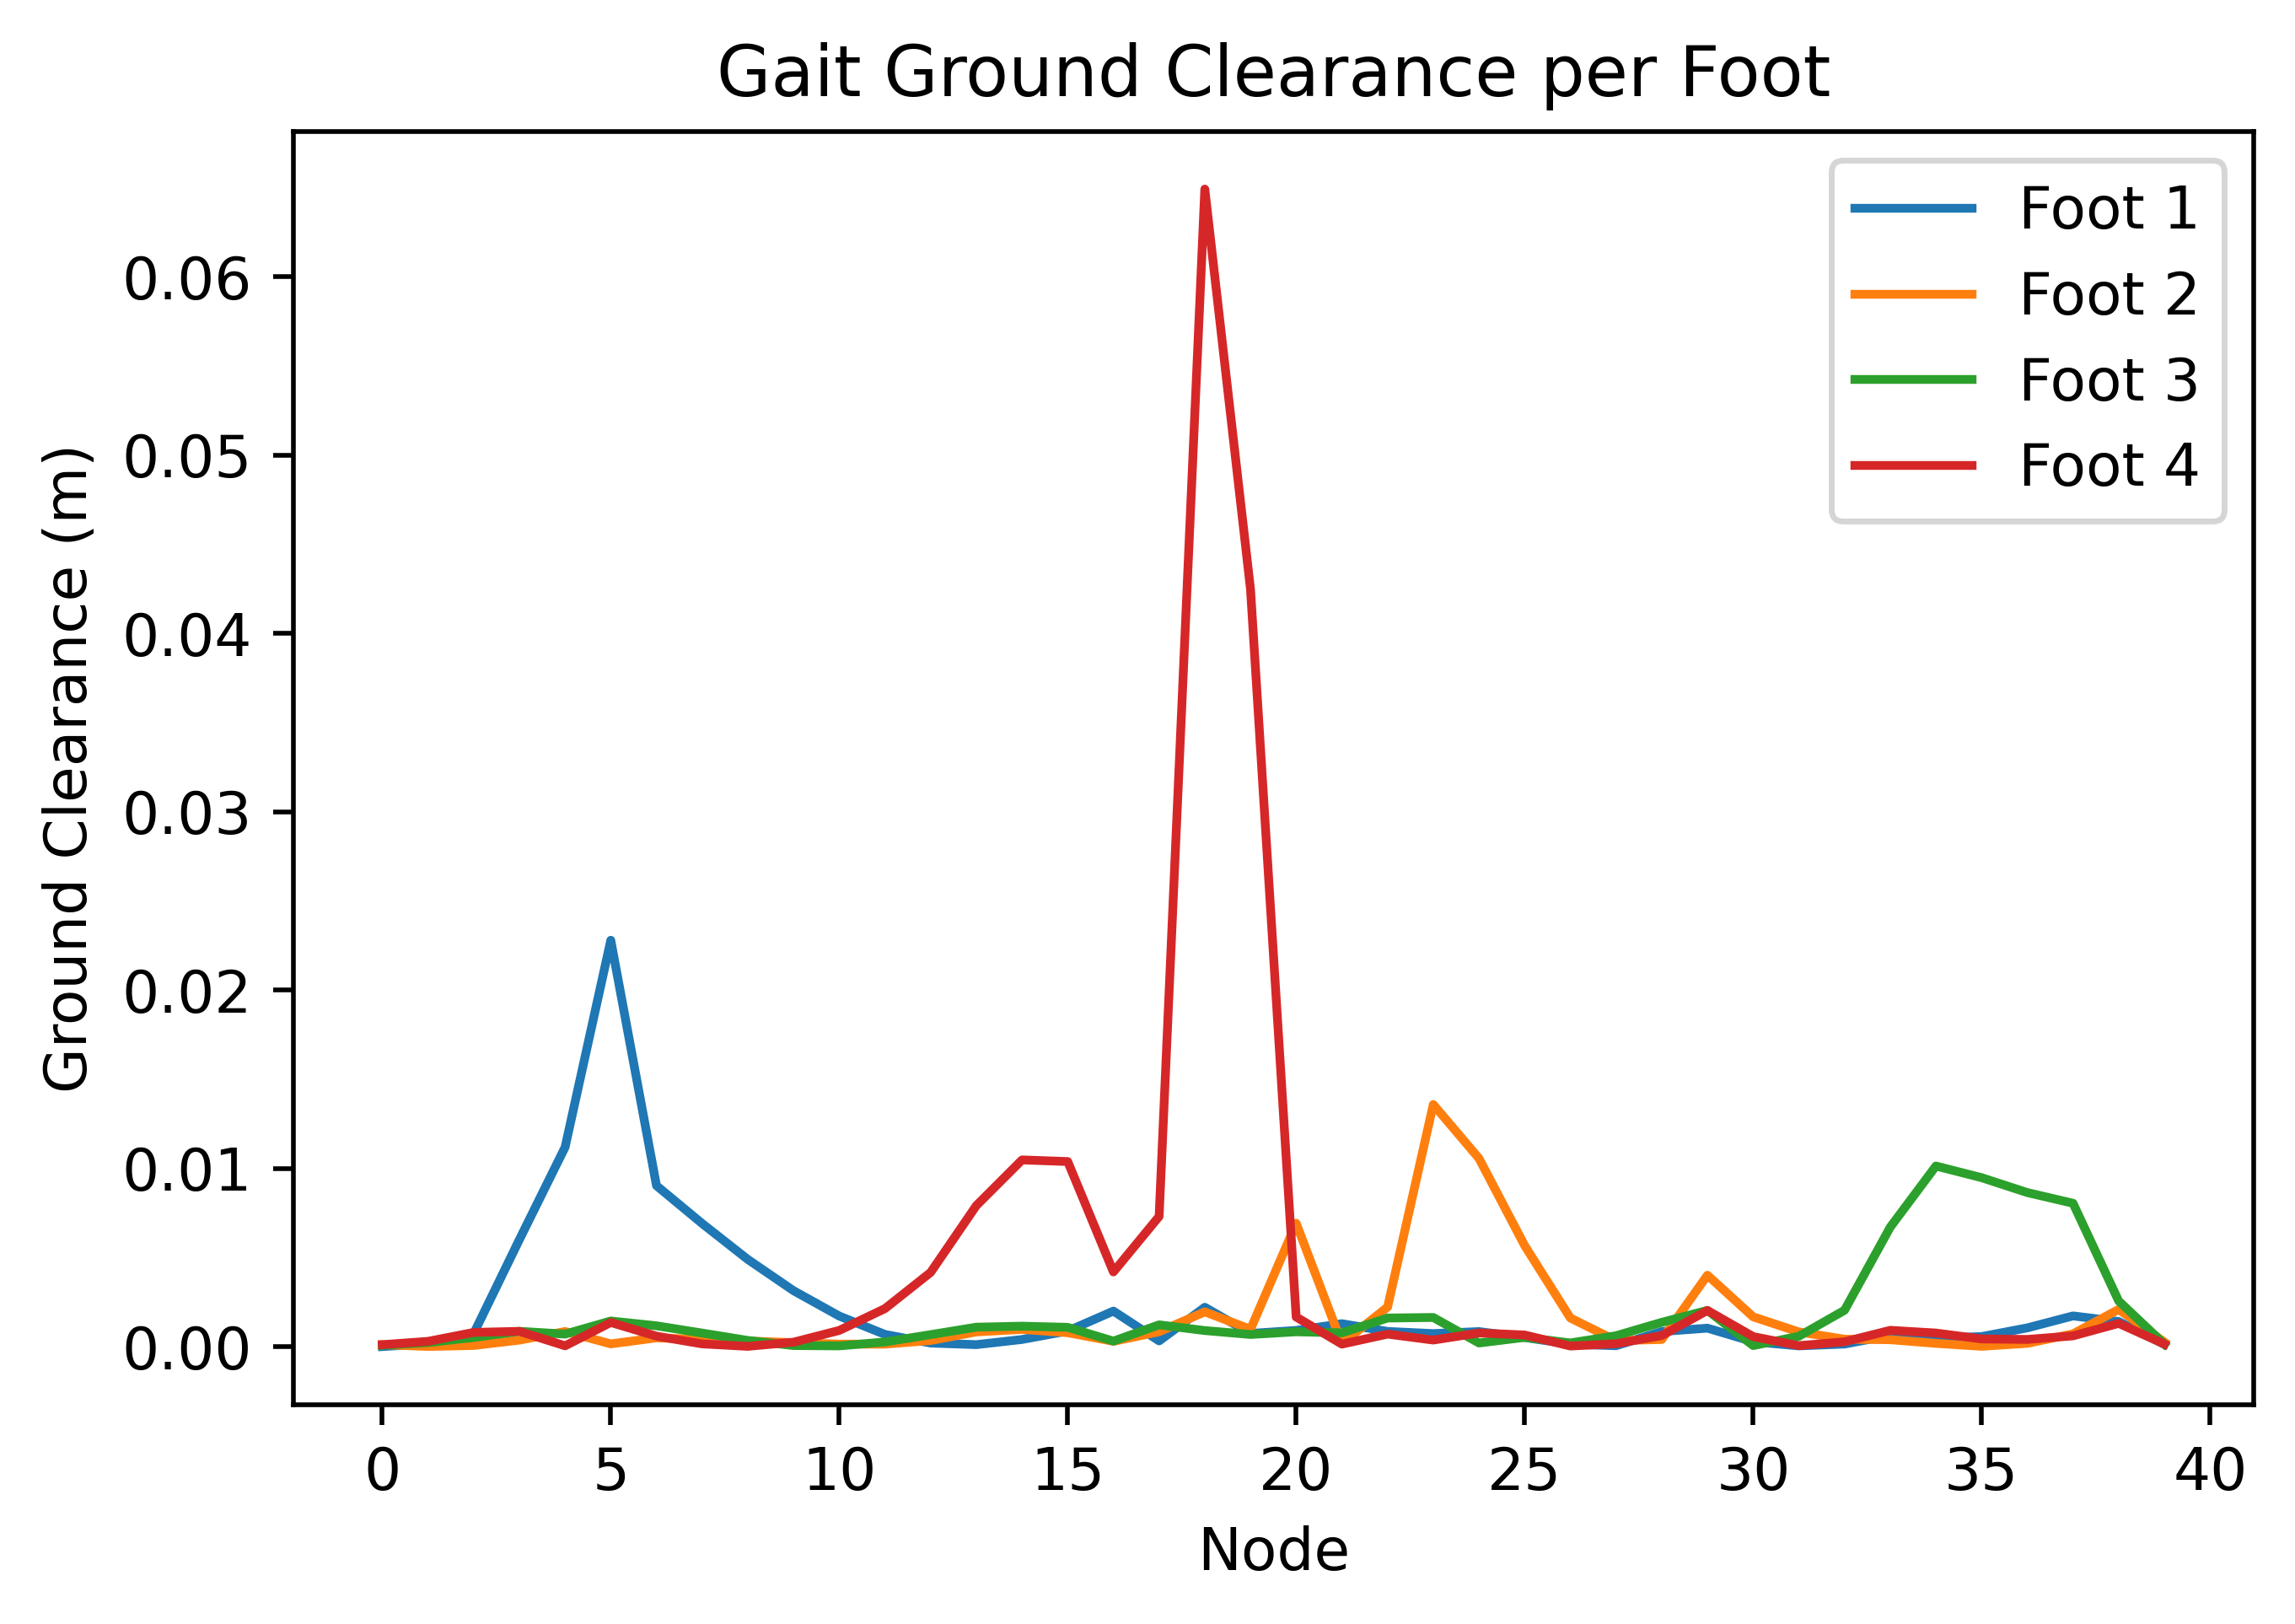 Gait Ground Clearance per Foot
Foot 1
Foot 2
Foot 3
Foot 4
Ground Clearance (m)
0.06
0.05
0.04
0.03
0.02
0.01
0.00
0 5 10 15 20 25 30 35 40
Node